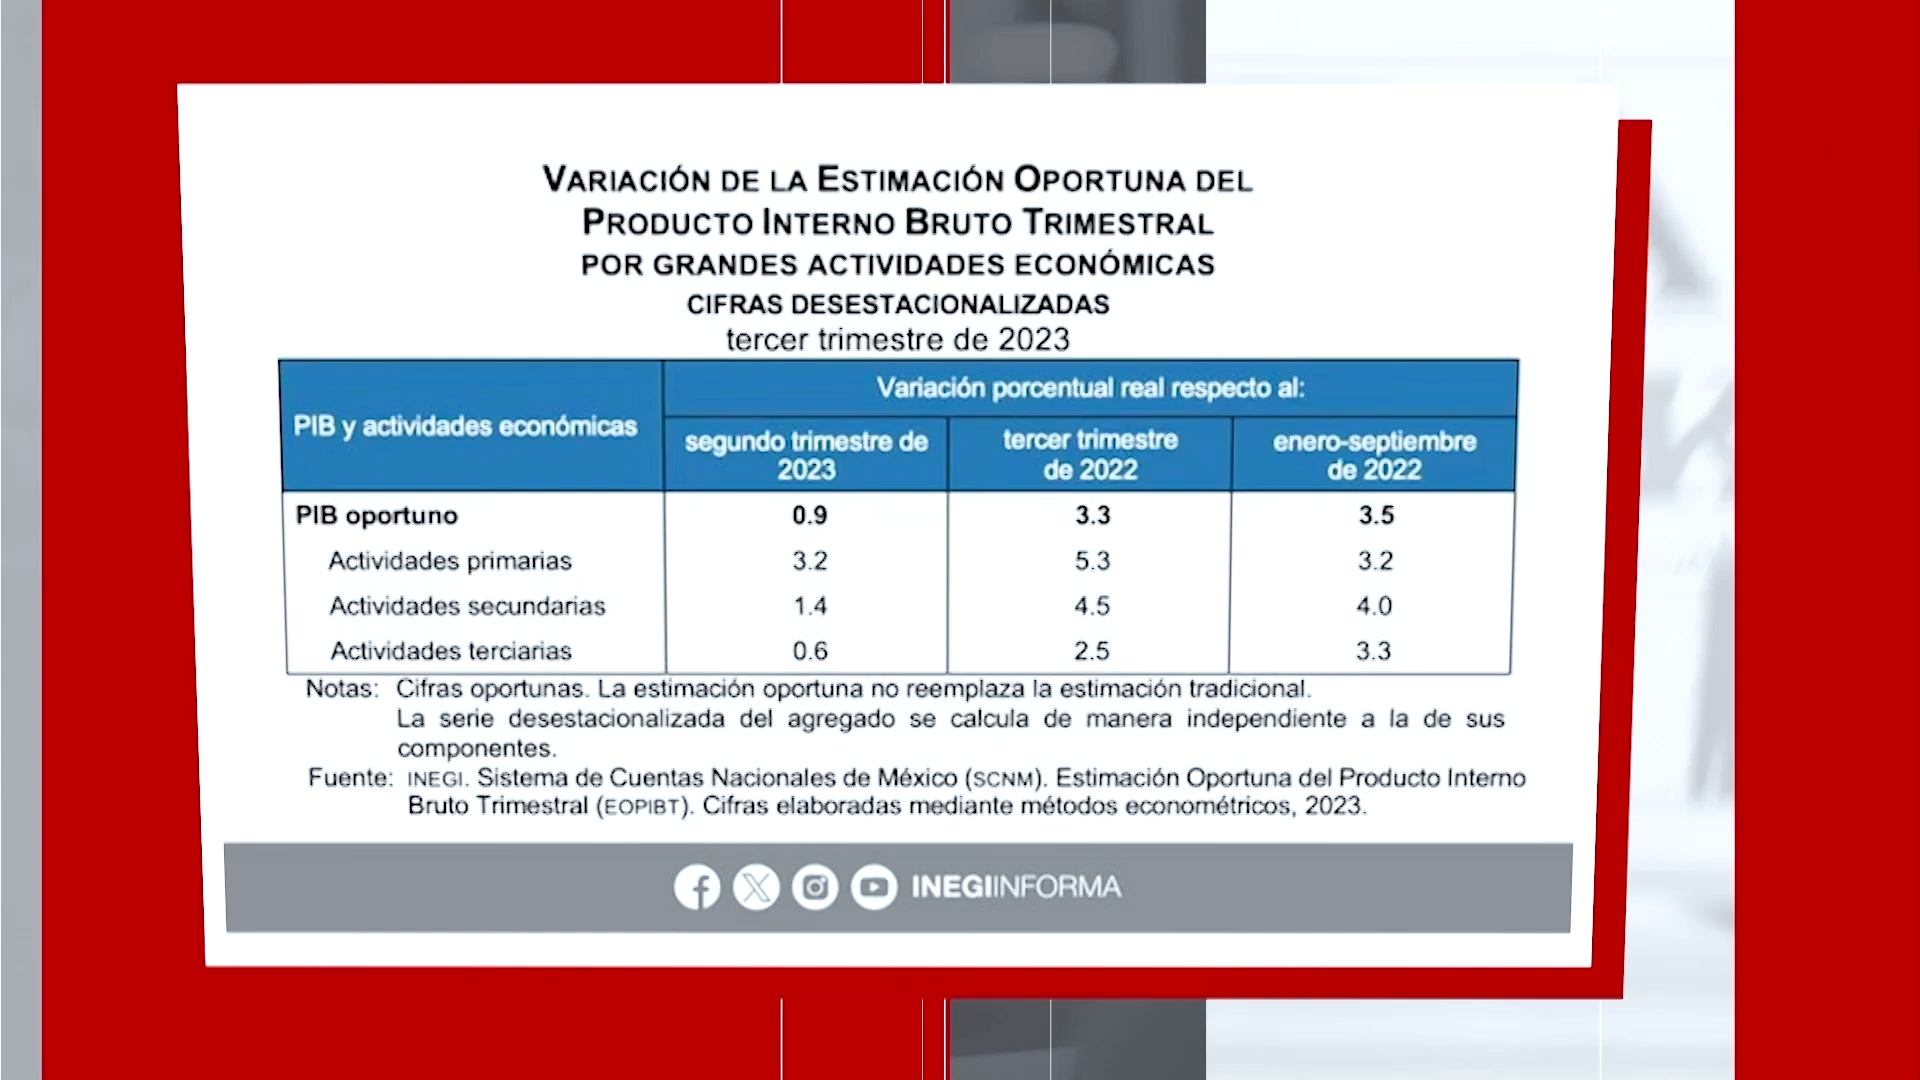 VARIACIÓN DE LA ESTIMACIÓN OPORTUNA DEL
PRODUCTO INTERNO BRUTO TRIMESTRAL
POR GRANDES ACTIVIDADES ECONÓMICAS
CIFRAS DESESTACIONALIZADAS
tercer trimestre de 2023
PIB y actividades económicas
Variación porcentual real respecto al:
segundo trimestre de
2023
tercer trimestre
de 2022
enero-septiembre
de 2022
PIB oportuno 0.9 3.3 3.5
Actividades primarias 3.2 5.3 3.2
Actividades secundarias 1.4 4.5 4.0
Actividades terciarias 0.6 2.5 3.3
Notas: Cifras oportunas. La estimación oportuna no reemplaza la estimación tradicional.
La serie desestacionalizada del agregado se calcula de manera independiente a la de sus
componentes.
Fuente: INEGI. Sistema de Cuentas Nacionales de México (SCNM). Estimación Oportuna del Producto Interno
Bruto Trimestral (EOPIBT). Cifras elaboradas mediante métodos econométricos, 2023.
INEGIINFORMA